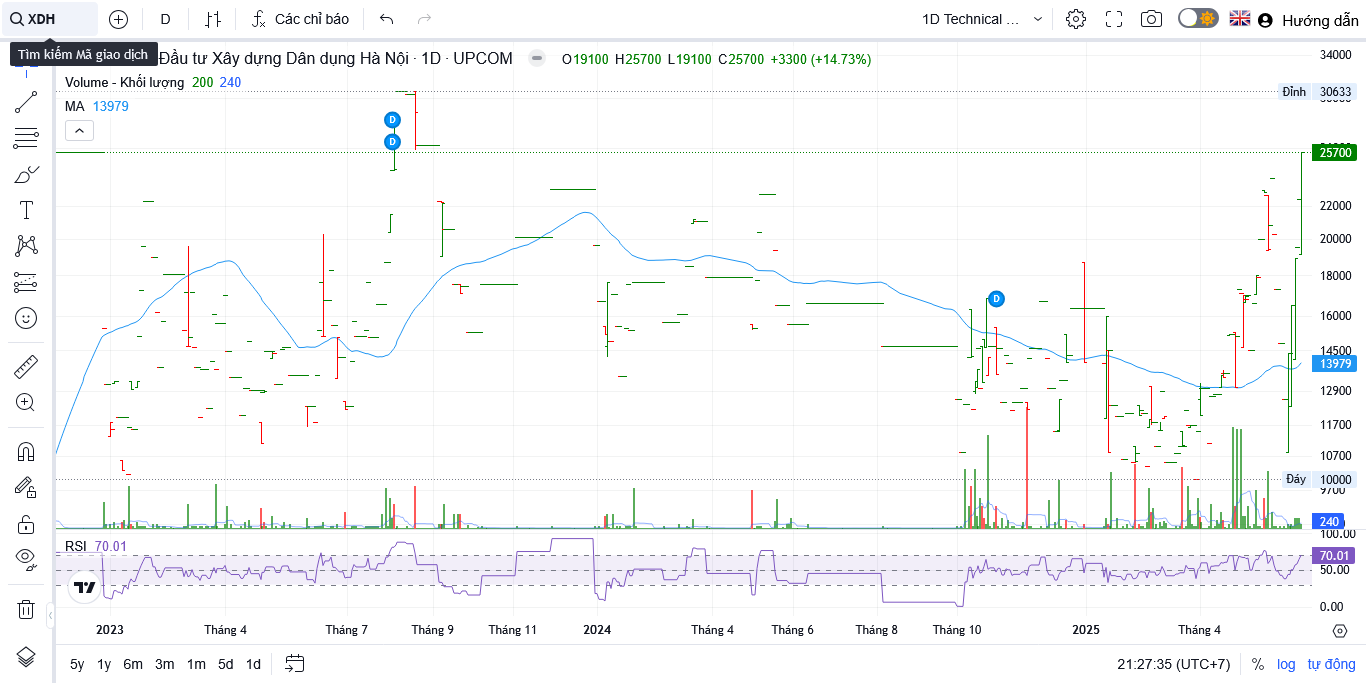 XDH
D
Các chỉ báo
1D Technical ...
Hướng dẫn
Tìm kiếm Mã giao dịch
Đầu tư Xây dựng Dân dụng Hà Nội · 1D · UPCOM
O19100 H25700 L19100 C25700 +3300 (+14.73%)
Volume - Khối lượng 200 240
MA 13979
34000
Đỉnh 30633
D
D
25700
22000
20000
18000
D
16000
14500
13979
12900
11700
10700
Đáy 10000
9700
240
100.00
RSI 70.01
70.01
50.00
0.00
2023 Tháng 4 Tháng 7 Tháng 9 Tháng 11 2024 Tháng 4 Tháng 6 Tháng 8 Tháng 10 2025 Tháng 4
5y 1y 6m 3m 1m 5d 1d
21:27:35 (UTC+7) % log tự động